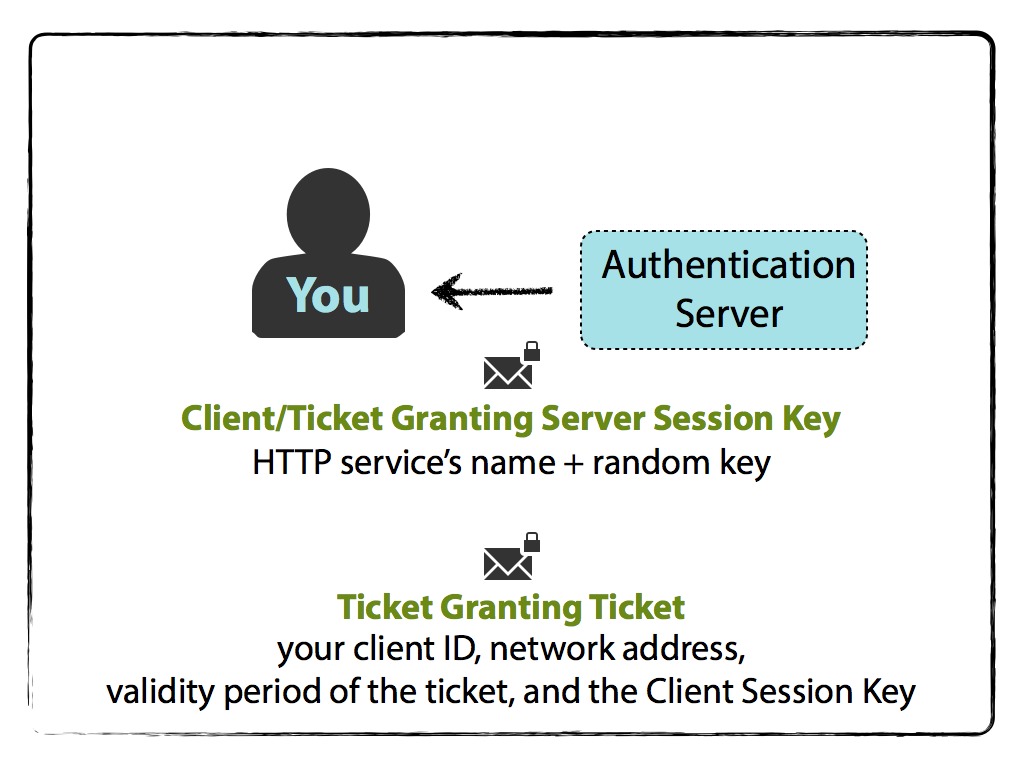 You
Authentication
Server
Client/Ticket Granting Server Session Key
HTTP service’s name + random key
Ticket Granting Ticket
your client ID, network address,
validity period of the ticket, and the Client Session Key